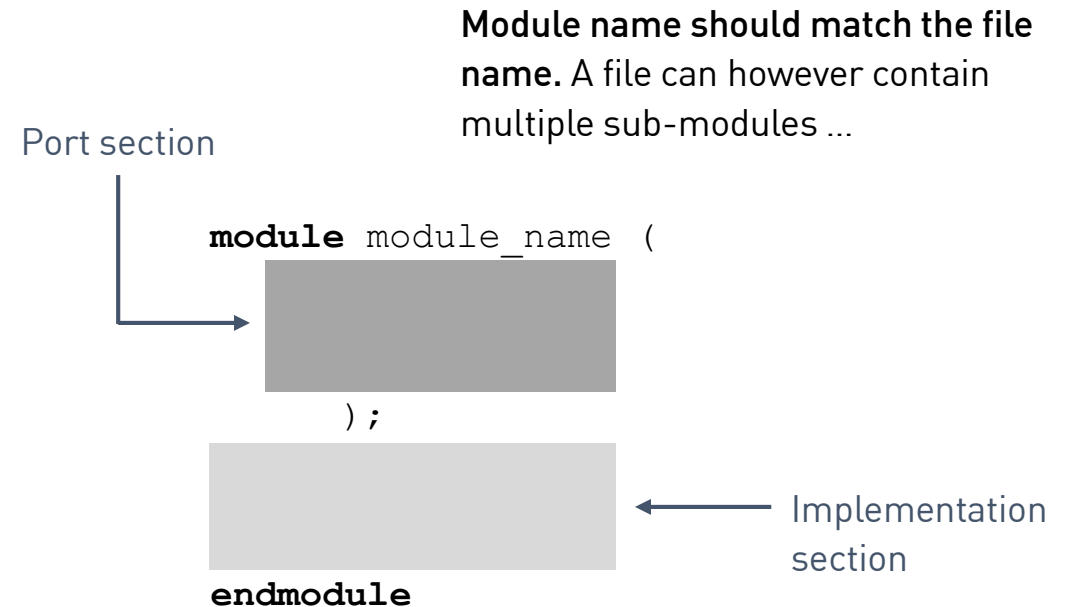 Module name should match the file
name. A file can however contain
multiple sub-modules ...
Port section
module module_name (
);
Implementation
section
endmodule